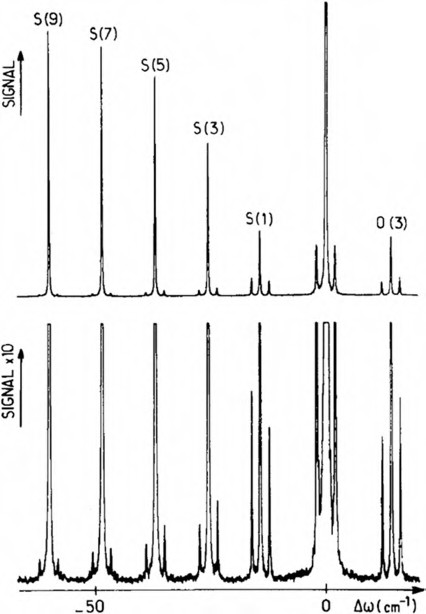 S(9)
S(7)
S(5)
S(3)
S(1)
O(3)
SIGNAL
SIGNAL x10
-50
0
Δω(cm⁻¹)